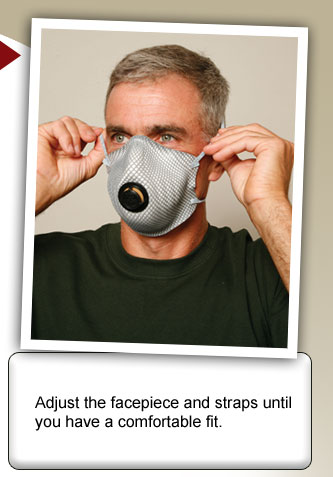 Adjust the facepiece and straps until
you have a comfortable fit.